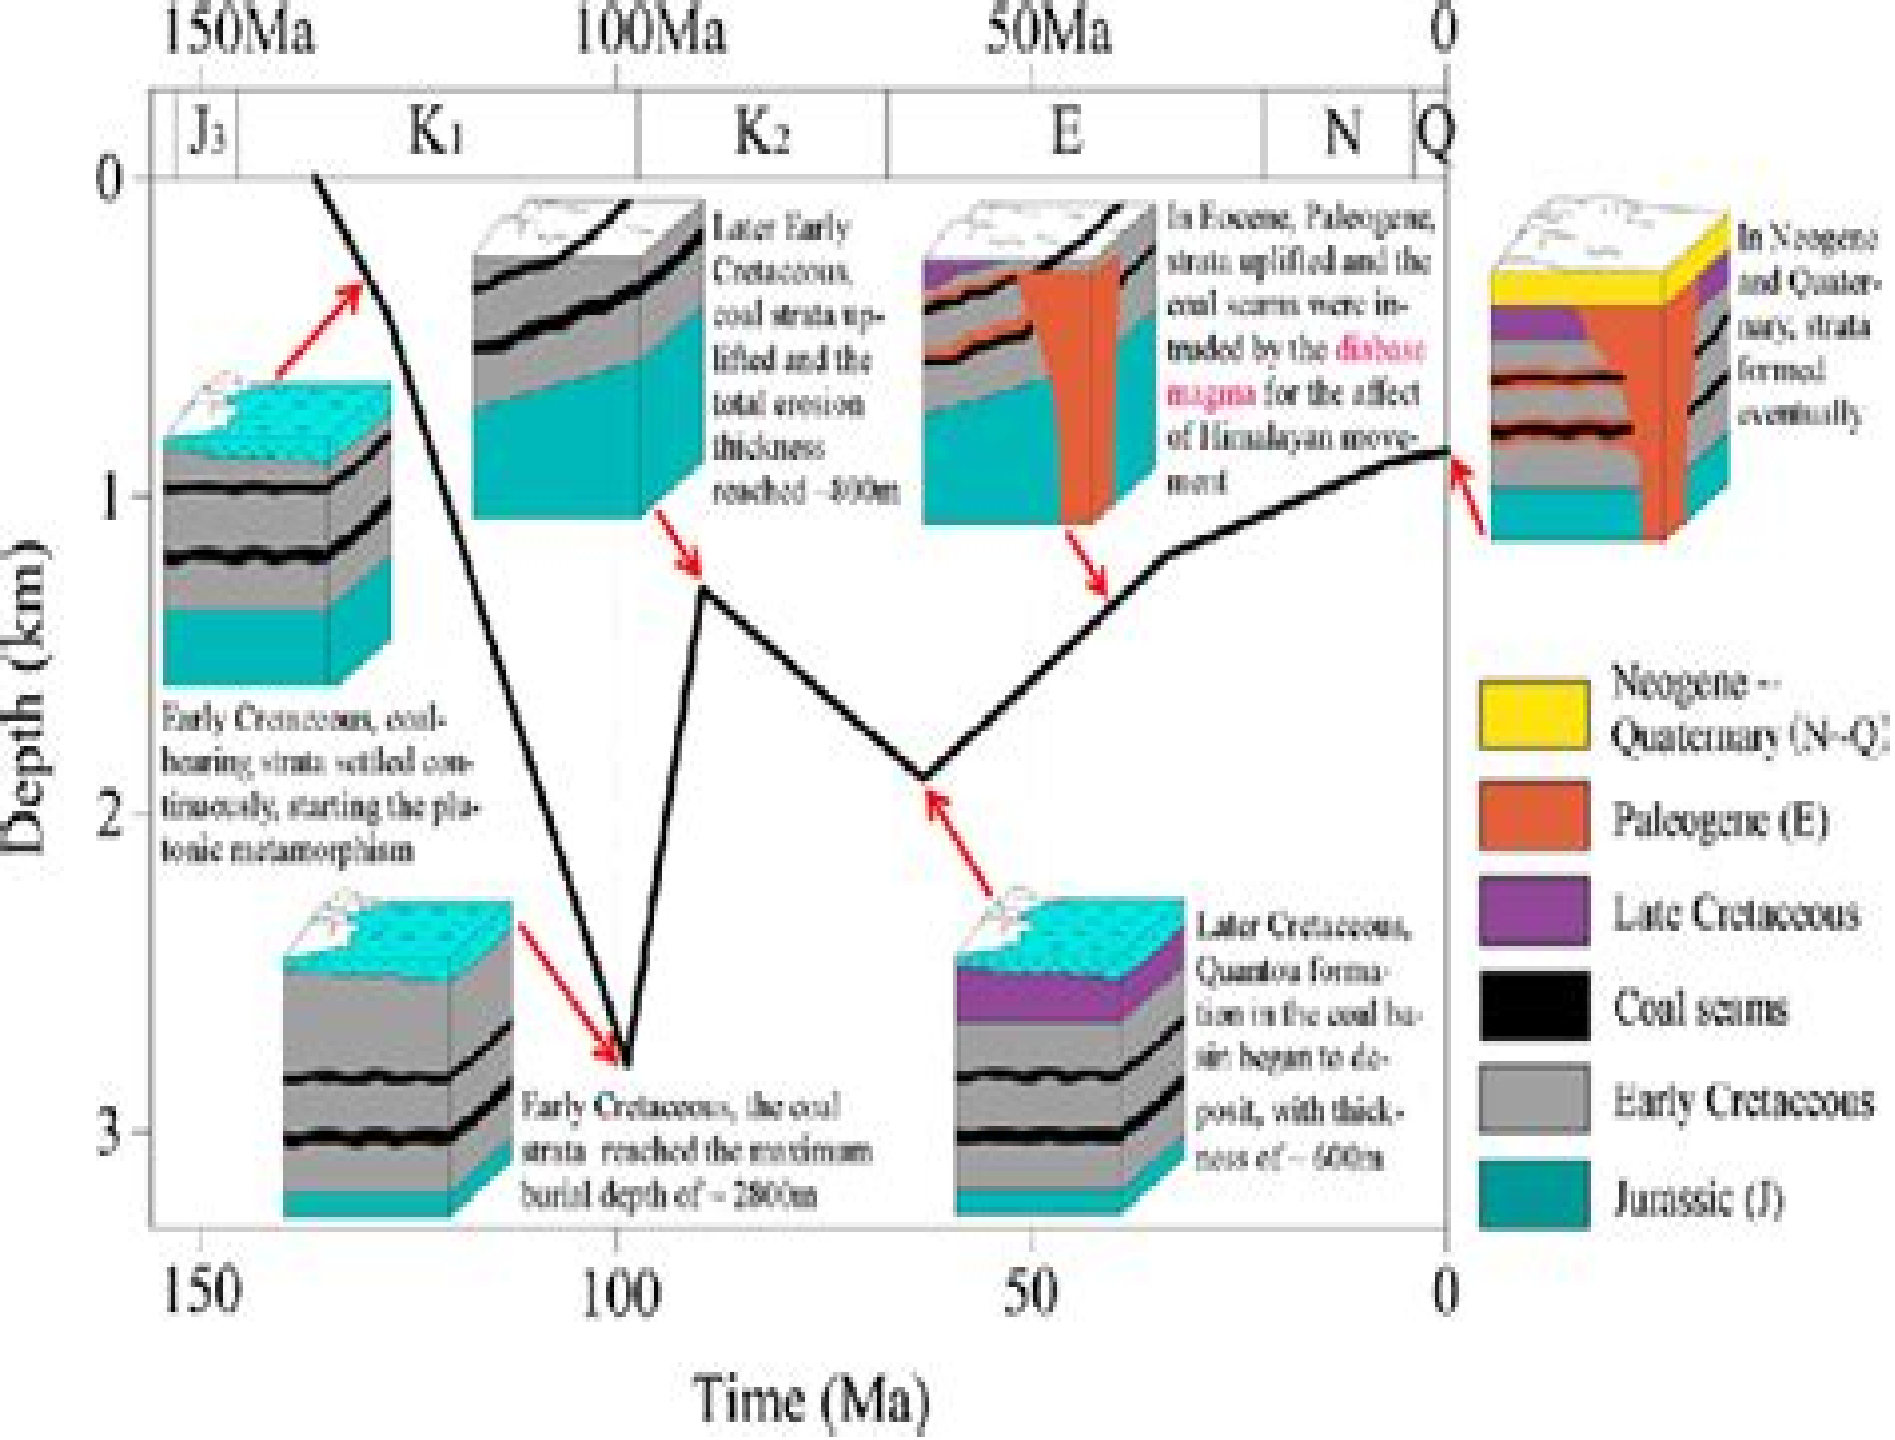 150Ma 100Ma 50Ma 0
J3 K1 K2 E N Q
0
1
2
3
Depth (km)
Later Early
Cretaceous,
coal strata up-
lifted and the
total erosion
thickness
reached ~800m
In Eocene, Paleogene,
strata uplified and the
coal seams were in-
truded by the diabase
magma for the affect
of Himalayan move-
ment
In Neogene
and Quater-
nary, strata
formed
eventually
Early Cretaceous, coal-
bearing strata settled con-
tinuously, starting the plu-
tonic metamorphism
Early Cretaceous, the coal
strata reached the maximum
burial depth of ~ 2800m
Later Cretaceous,
Quantou forma-
tion in the coal ba-
sin began to de-
posit, with thick-
ness of ~ 600m
Neogene --
Quaternary (N~Q)
Paleogene (E)
Late Cretaceous
Coal seams
Early Cretaceous
Jurassic (J)
150 100 50 0
Time (Ma)